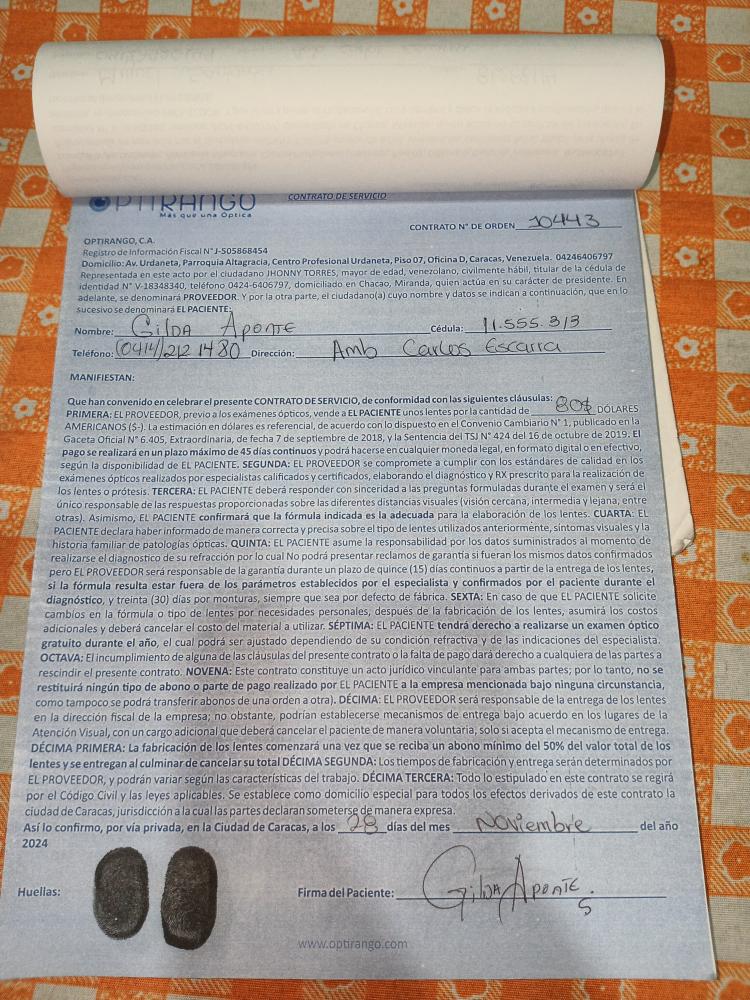 OPTIRANGO
Más que una Óptica
CONTRATO DE SERVICIO
CONTRATO N° DE ORDEN 10443
OPTIRANGO, C.A.
Registro de Información Fiscal N° J-505868454
Domicilio: Av. Urdaneta, Parroquia Altagracia, Centro Profesional Urdaneta, Piso 07, Oficina D, Caracas, Venezuela. 04246406797
Representada en este acto por el ciudadano JHONNY TORRES, mayor de edad, venezolano, civilmente hábil, titular de la cédula de
identidad N° V-18348340, teléfono 0424-6406797, domiciliado en Chacao, Miranda, quien actúa en su carácter de presidente. En
adelante, se denominará PROVEEDOR. Y por la otra parte, el ciudadano(a) cuyo nombre y datos se indican a continuación, que en lo
sucesivo se denominará EL PACIENTE:
Nombre: Gilda Aponte Cédula: 11.555.313
Teléfono: (0414) 212 1480 Dirección: Amb Carlos Escarra
MANIFIESTAN:
Que han convenido en celebrar el presente CONTRATO DE SERVICIO, de conformidad con las siguientes cláusulas:
PRIMERA: EL PROVEEDOR, previo a los exámenes ópticos, vende a EL PACIENTE unos lentes por la cantidad de 80$ DÓLARES
AMERICANOS ($-). La estimación en dólares es referencial, de acuerdo con lo dispuesto en el Convenio Cambiario N° 1, publicado en la
Gaceta Oficial N° 6.405, Extraordinaria, de fecha 7 de septiembre de 2018, y la Sentencia del TSJ N° 424 del 16 de octubre de 2019. El
pago se realizará en un plazo máximo de 45 días continuos y podrá hacerse en cualquier moneda legal, en formato digital o en efectivo,
según la disponibilidad de EL PACIENTE. SEGUNDA: EL PROVEEDOR se compromete a cumplir con los estándares de calidad en los
exámenes ópticos realizados por especialistas calificados y certificados, elaborando el diagnóstico y RX prescrito para la realización de
los lentes o prótesis. TERCERA: EL PACIENTE deberá responder con sinceridad a las preguntas formuladas durante el examen y será el
único responsable de las respuestas proporcionadas sobre las diferentes distancias visuales (visión cercana, intermedia y lejana, entre
otras). Asimismo, EL PACIENTE confirmará que la fórmula indicada es la adecuada para la elaboración de los lentes. CUARTA: EL
PACIENTE declara haber informado de manera correcta y precisa sobre el tipo de lentes utilizados anteriormente, síntomas visuales y la
historia familiar de patologías ópticas. QUINTA: EL PACIENTE asume la responsabilidad por los datos suministrados al momento de
realizarse el diagnostico de su refracción por lo cual No podrá presentar reclamos de garantía si fueran los mismos datos confirmados
pero EL PROVEEDOR será responsable de la garantía durante un plazo de quince (15) días continuos a partir de la entrega de los lentes,
si la fórmula resulta estar fuera de los parámetros establecidos por el especialista y confirmados por el paciente durante el
diagnóstico, y treinta (30) días por monturas, siempre que sea por defecto de fábrica. SEXTA: En caso de que EL PACIENTE solicite
cambios en la fórmula o tipo de lentes por necesidades personales, después de la fabricación de los lentes, asumirá los costos
adicionales y deberá cancelar el costo del material a utilizar. SÉPTIMA: EL PACIENTE tendrá derecho a realizarse un examen óptico
gratuito durante el año, el cual podrá ser ajustado dependiendo de su condición refractiva y de las indicaciones del especialista.
OCTAVA: El incumplimiento de alguna de las cláusulas del presente contrato o la falta de pago dará derecho a cualquiera de las partes a
rescindir el presente contrato. NOVENA: Este contrato constituye un acto jurídico vinculante para ambas partes; por lo tanto, no se
restituirá ningún tipo de abono o parte de pago realizado por EL PACIENTE a la empresa mencionada bajo ninguna circunstancia,
como tampoco se podrá transferir abonos de una orden a otra). DÉCIMA: EL PROVEEDOR será responsable de la entrega de los lentes
en la dirección fiscal de la empresa; no obstante, podrían establecerse mecanismos de entrega bajo acuerdo en los lugares de la
Atención Visual, con un cargo adicional que deberá cancelar el paciente de manera voluntaria, solo si acepta el mecanismo de entrega.
DÉCIMA PRIMERA: La fabricación de los lentes comenzará una vez que se reciba un abono mínimo del 50% del valor total de los
lentes y se entregan al culminar de cancelar su total DÉCIMA SEGUNDA: Los tiempos de fabricación y entrega serán determinados por
EL PROVEEDOR, y podrán variar según las características del trabajo. DÉCIMA TERCERA: Todo lo estipulado en este contrato se regirá
por el Código Civil y las leyes aplicables. Se establece como domicilio especial para todos los efectos derivados de este contrato la
ciudad de Caracas, jurisdicción a la cual las partes declaran someterse de manera expresa.
Así lo confirmo, por vía privada, en la Ciudad de Caracas, a los 28 días del mes Noviembre del año
2024
Huellas: Firma del Paciente: Gilda Aponte S
www.optirango.com